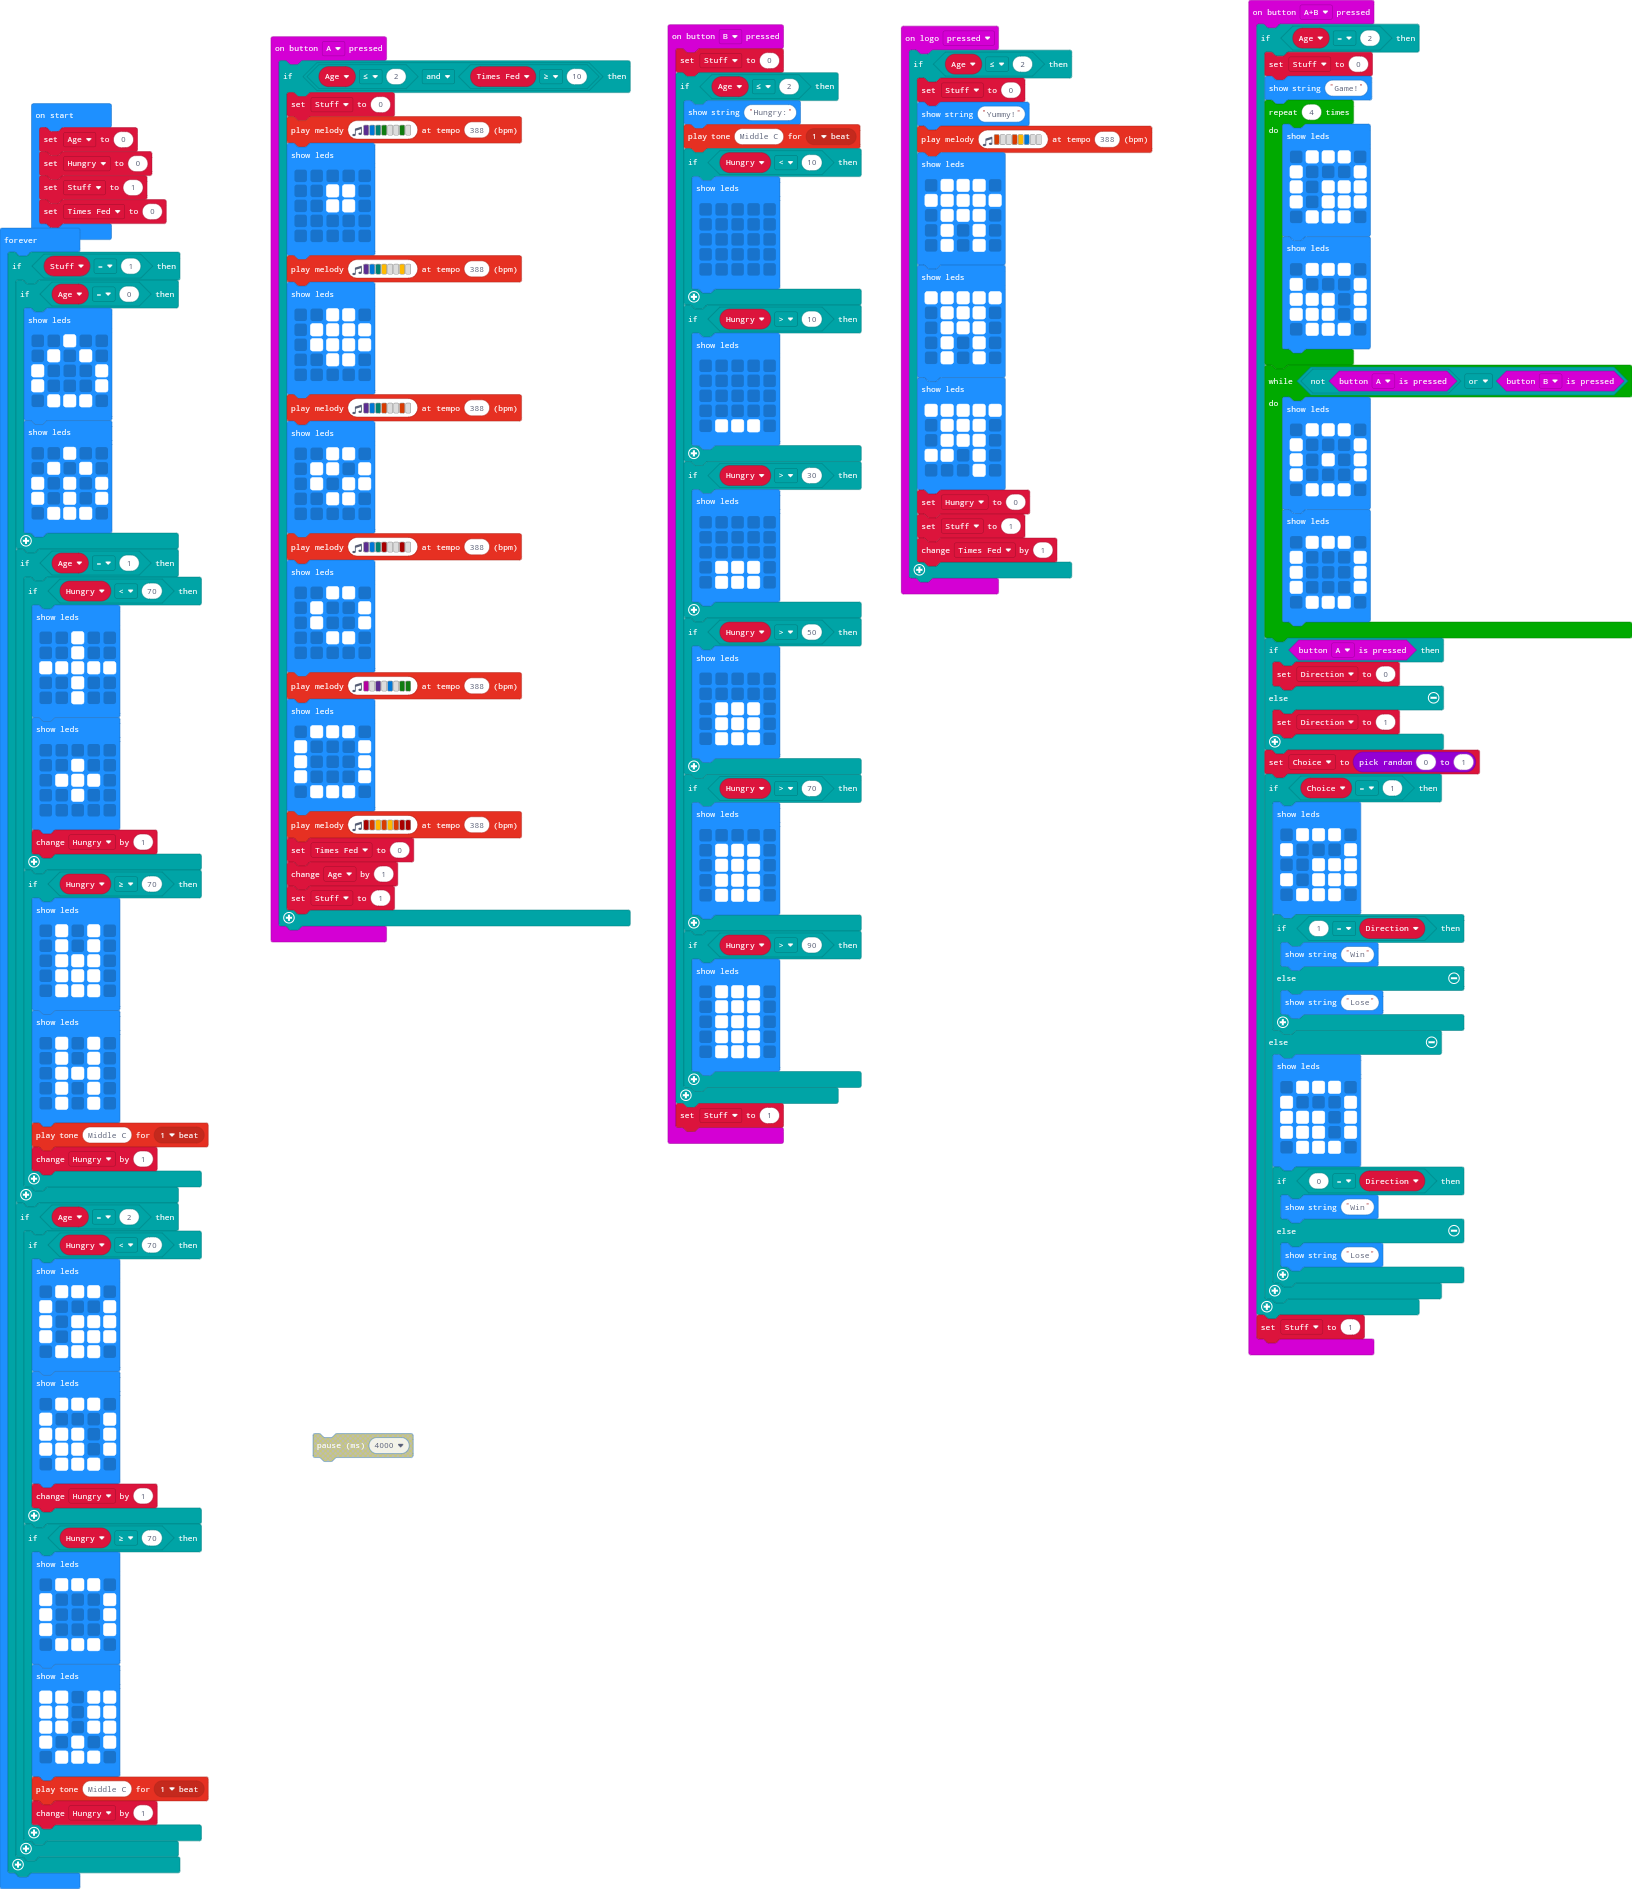 on start
set Age to 0
set Hungry to 0
set Stuff to 1
set Times Fed to 0
forever
if Stuff = 1 then
if Age = 0 then
show leds
show leds
if Age = 1 then
if Hungry < 70 then
show leds
show leds
change Hungry by 1
if Hungry ≥ 70 then
show leds
show leds
play tone Middle C for 1 beat
change Hungry by 1
if Age = 2 then
if Hungry < 70 then
show leds
show leds
change Hungry by 1
if Hungry ≥ 70 then
show leds
show leds
play tone Middle C for 1 beat
change Hungry by 1
on button A pressed
if Age ≤ 2 and Times Fed ≥ 10 then
set Stuff to 0
play melody at tempo 388 (bpm)
show leds
play melody at tempo 388 (bpm)
show leds
play melody at tempo 388 (bpm)
show leds
play melody at tempo 388 (bpm)
show leds
play melody at tempo 388 (bpm)
show leds
play melody at tempo 388 (bpm)
set Times Fed to 0
change Age by 1
set Stuff to 1
pause (ms) 4000
on button B pressed
set Stuff to 0
if Age ≤ 2 then
show string "Hungry:"
play tone Middle C for 1 beat
if Hungry < 10 then
show leds
if Hungry > 10 then
show leds
if Hungry > 30 then
show leds
if Hungry > 50 then
show leds
if Hungry > 70 then
show leds
if Hungry > 90 then
show leds
set Stuff to 1
on logo pressed
if Age ≤ 2 then
set Stuff to 0
show string "Yummy!"
play melody at tempo 388 (bpm)
show leds
show leds
show leds
set Hungry to 0
set Stuff to 1
change Times Fed by 1
on button A+B pressed
if Age = 2 then
set Stuff to 0
show string "Game!"
repeat 4 times
do
show leds
show leds
while not button A is pressed or button B is pressed
do
show leds
show leds
if button A is pressed then
set Direction to 0
else
set Direction to 1
set Choice to pick random 0 to 1
if Choice = 1 then
show leds
if 1 = Direction then
show string "Win"
else
show string "Lose"
else
show leds
if 0 = Direction then
show string "Win"
else
show string "Lose"
set Stuff to 1